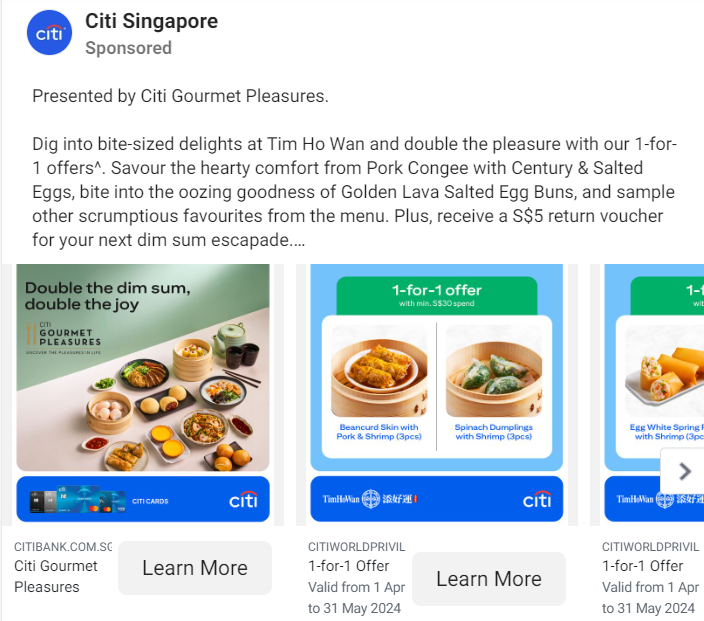 citi
Citi Singapore
Sponsored
Presented by Citi Gourmet Pleasures.
Dig into bite-sized delights at Tim Ho Wan and double the pleasure with our 1-for-
1 offers^. Savour the hearty comfort from Pork Congee with Century & Salted
Eggs, bite into the oozing goodness of Golden Lava Salted Egg Buns, and sample
other scrumptious favourites from the menu. Plus, receive a S$5 return voucher
for your next dim sum escapade....
Double the dim sum,
double the joy
CITI
GOURMET
PLEASURES
DISCOVER THE PLEASURES IN LIFE
CITI CARDS
citi
CITIBANK.COM.SG
Citi Gourmet
Pleasures
Learn More
1-for-1 offer
with min. S$30 spend
Beancurd Skin with
Pork & Shrimp (3pcs)
Spinach Dumplings
with Shrimp (3pc)
TimHoWan 添好運
citi
CITIWORLDPRIVIL
1-for-1 Offer
Valid from 1 Apr
to 31 May 2024
Learn More
1-f
wit
Egg White Spring R
with Shrimp (3pc
TimHoWan 添好
CITIWORLDPRIVIL
1-for-1 Offer
Valid from 1 Apr
to 31 May 2024